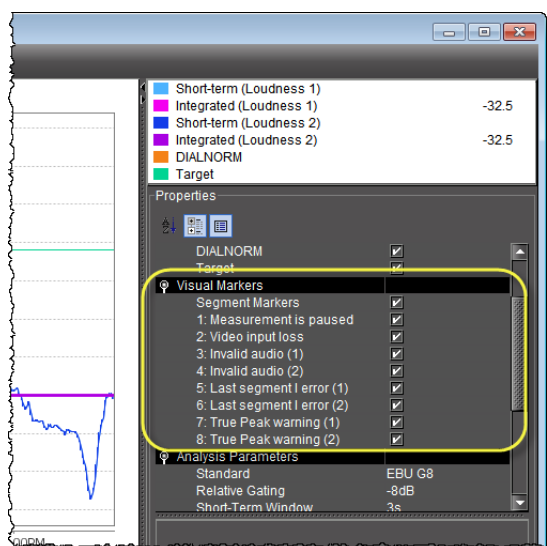 Short-term (Loudness 1)
Integrated (Loudness 1) -32.5
Short-term (Loudness 2)
Integrated (Loudness 2) -32.5
DIALNORM
Target
Properties
DIALNORM
Target
Visual Markers
Segment Markers
1: Measurement is paused
2: Video input loss
3: Invalid audio (1)
4: Invalid audio (2)
5: Last segment I error (1)
6: Last segment I error (2)
7: True Peak warning (1)
8: True Peak warning (2)
Analysis Parameters
Standard EBU G8
Relative Gating -8dB
Short-Term Window 3s